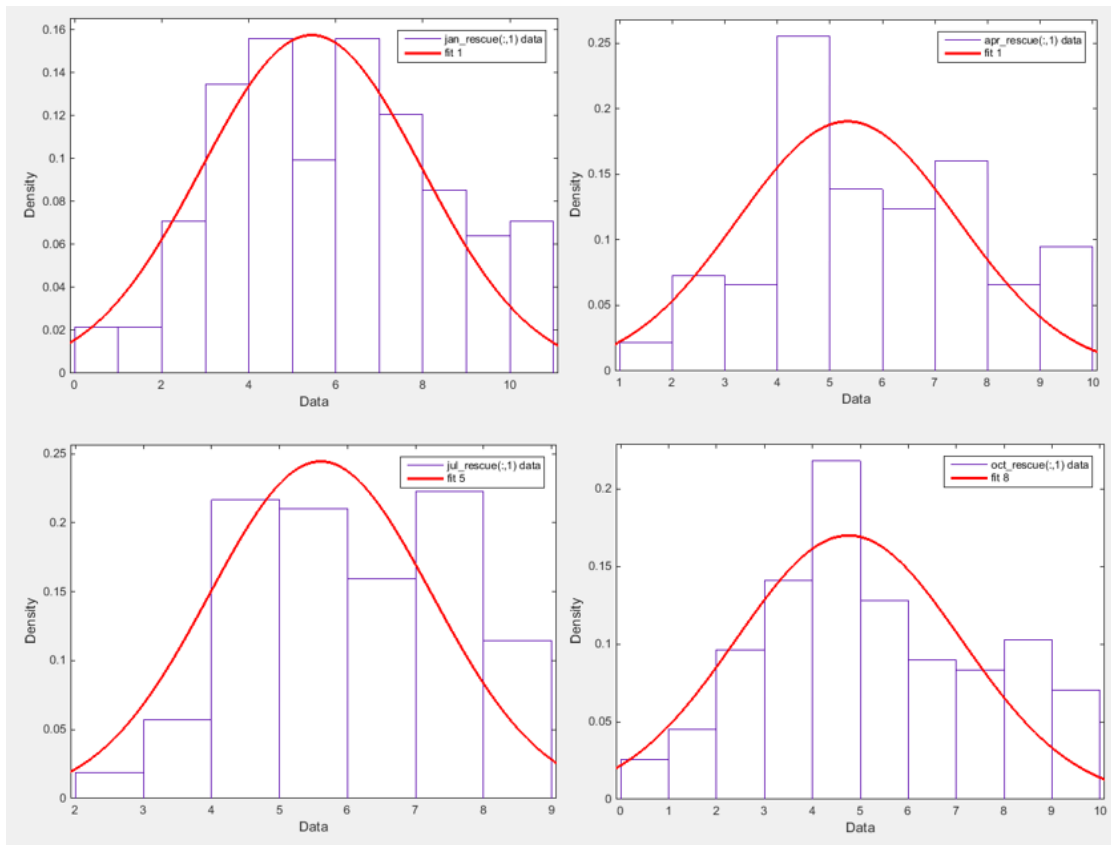 jan_rescue(:,1) data
fit 1
0.16
0.14
0.12
0.1
0.08
0.06
0.04
0.02
0
Density
0 2 4 6 8 10
Data
apr_rescue(:,1) data
fit 1
0.25
0.2
0.15
0.1
0.05
0
Density
1 2 3 4 5 6 7 8 9 10
Data
jul_rescue(:,1) data
fit 5
0.25
0.2
0.15
0.1
0.05
0
Density
2 3 4 5 6 7 8 9
Data
oct_rescue(:,1) data
fit 8
0.2
0.15
0.1
0.05
0
Density
0 1 2 3 4 5 6 7 8 9 10
Data